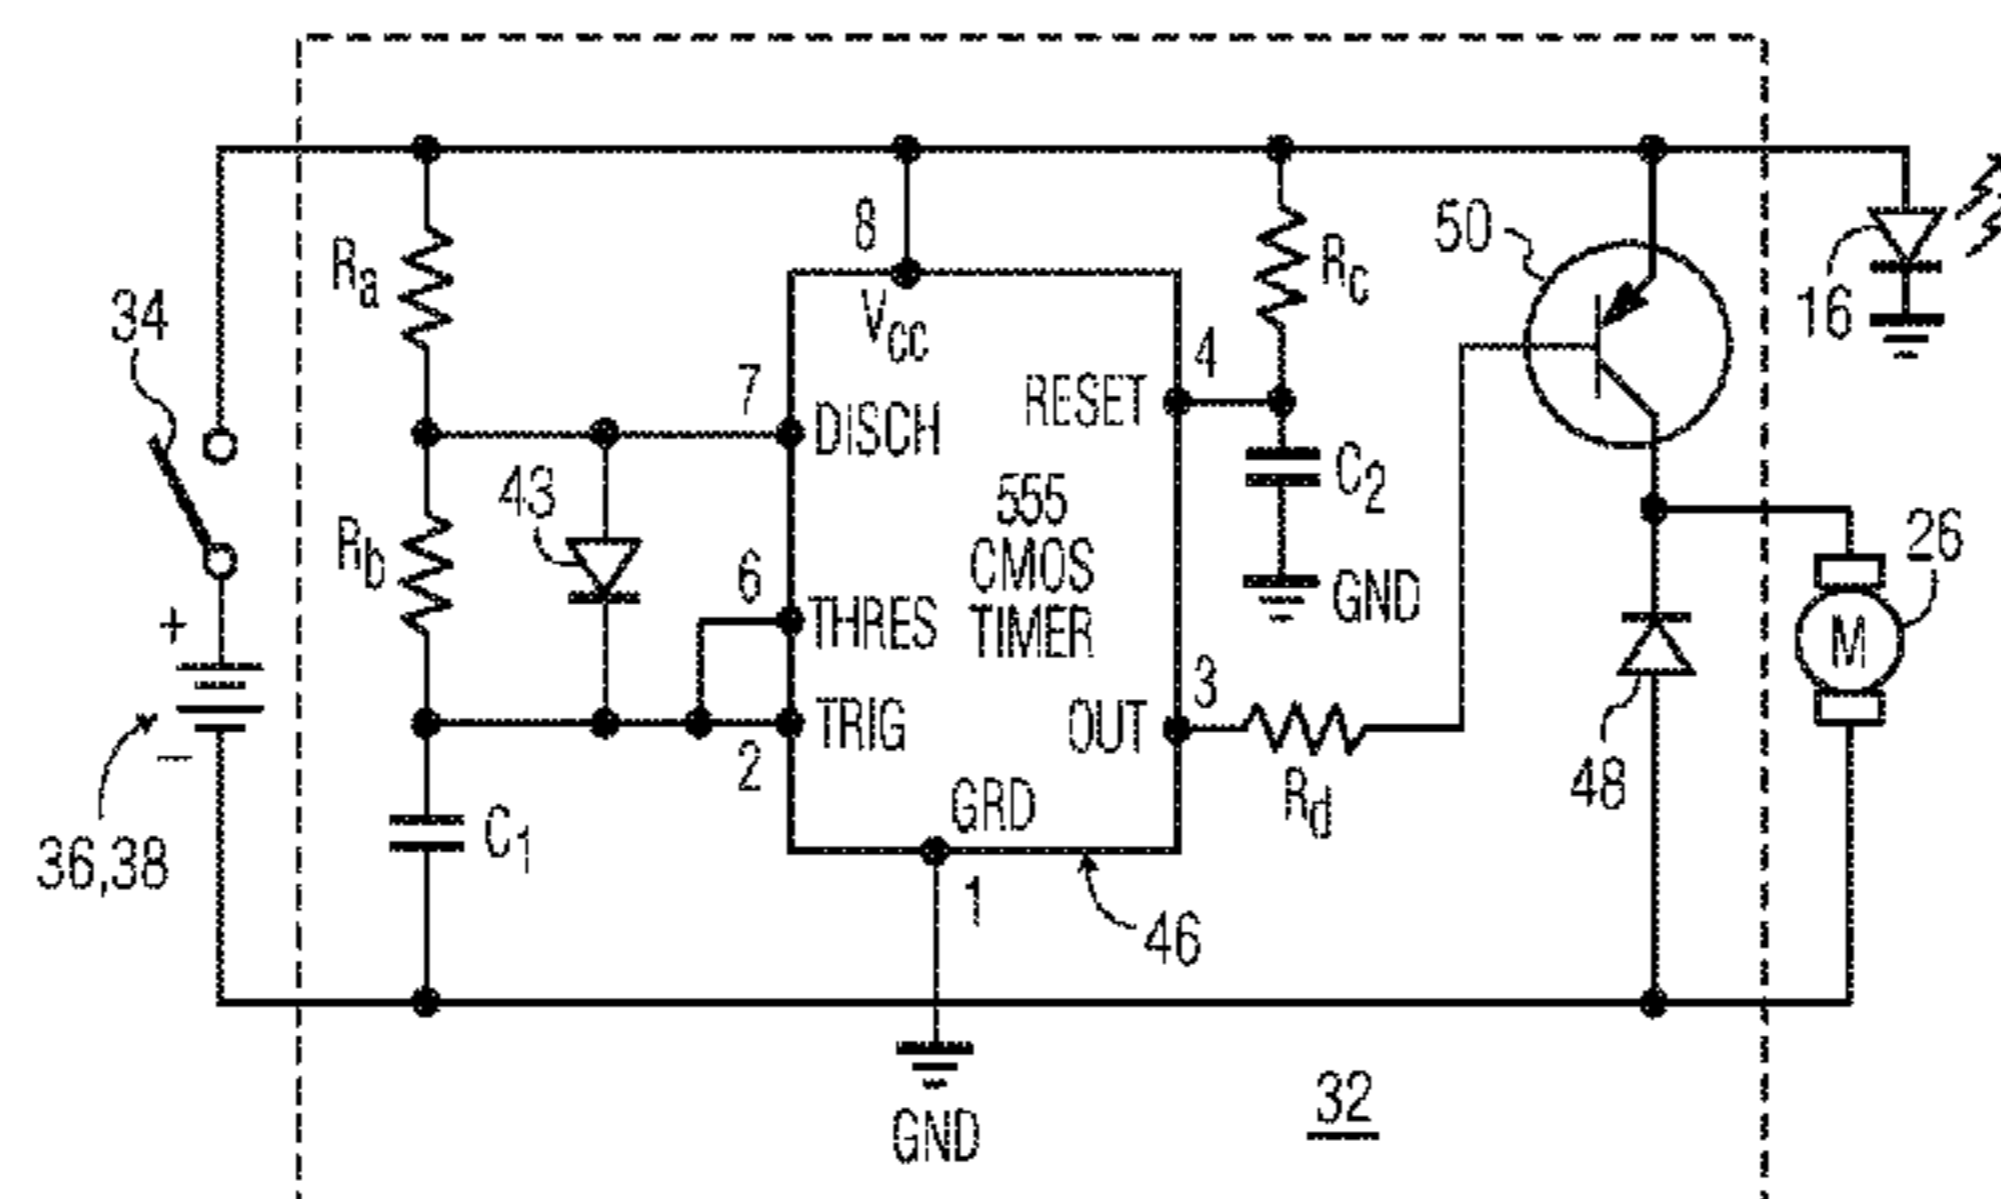 8
50
Ra
Rc
16
34
VCC
4
7
RESET
DISCH
43
555
CMOS
TIMER
C2
26
Rb
6
GND
THRES
+
M
3
TRIG
OUT
2
−
Rd
48
GRD
C1
36,38
1
46
32
GND